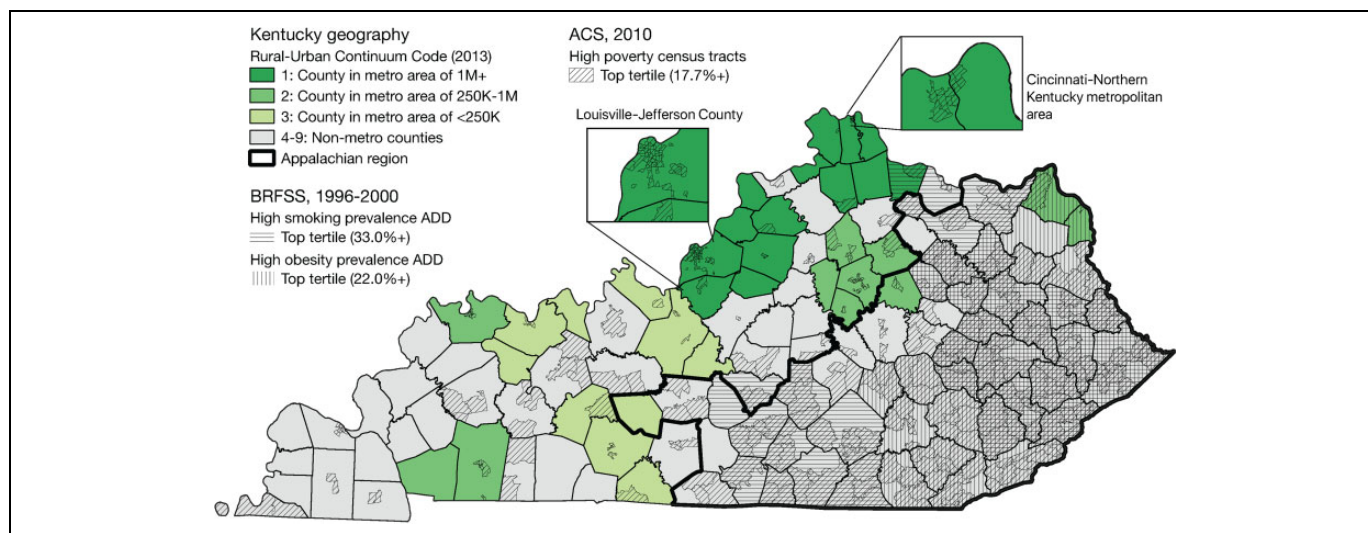 Kentucky geography
Rural-Urban Continuum Code (2013)
1: County in metro area of 1M+
2: County in metro area of 250K-1M
3: County in metro area of <250K
4-9: Non-metro counties
Appalachian region
BRFSS, 1996-2000
High smoking prevalence ADD
Top tertile (33.0%+)
High obesity prevalence ADD
Top tertile (22.0%+)
ACS, 2010
High poverty census tracts
Top tertile (17.7%+)
Louisville-Jefferson County
Cincinnati-Northern
Kentucky metropolitan
area